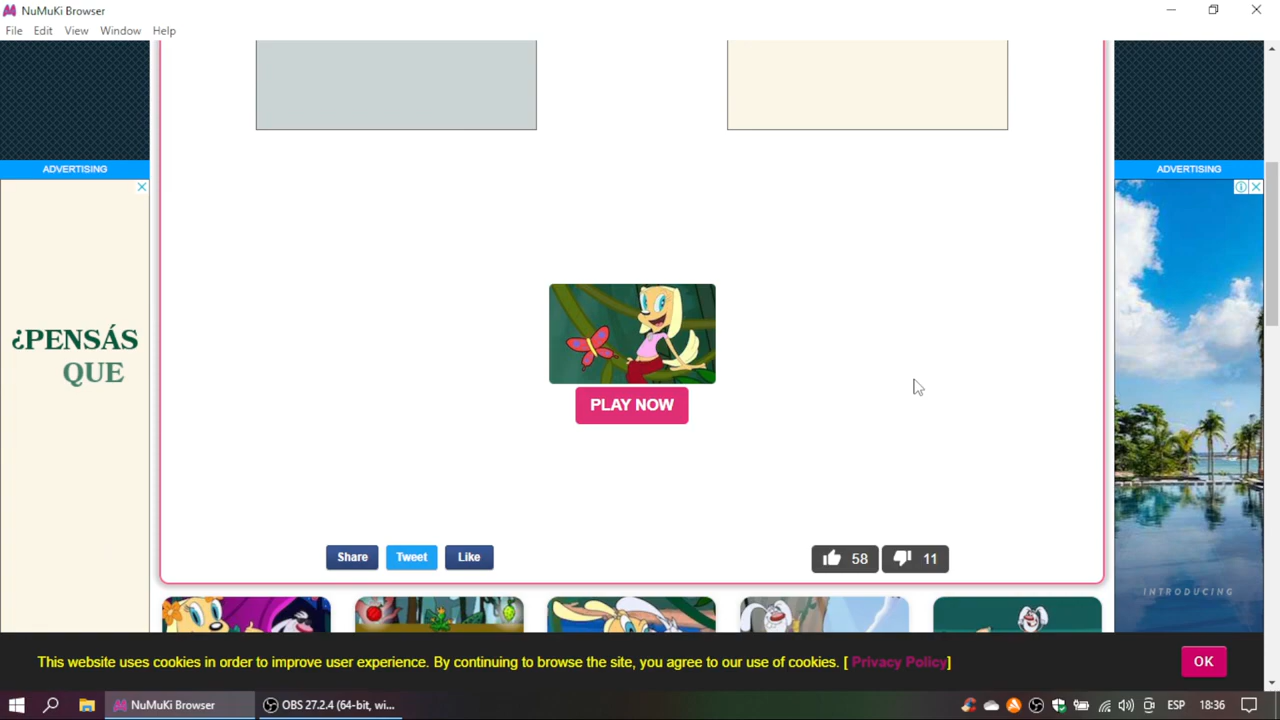 NuMuKi Browser
File Edit View Window Help
ADVERTISING
ADVERTISING
¿PENSÁS
QUE
PLAY NOW
Share Tweet Like
58 11
INTRODUCING
This website uses cookies in order to improve user experience. By continuing to browse the site, you agree to our use of cookies. [ Privacy Policy]
OK
NuMuKi Browser
OBS 27.2.4 (64-bit, wi...
ESP
18:36